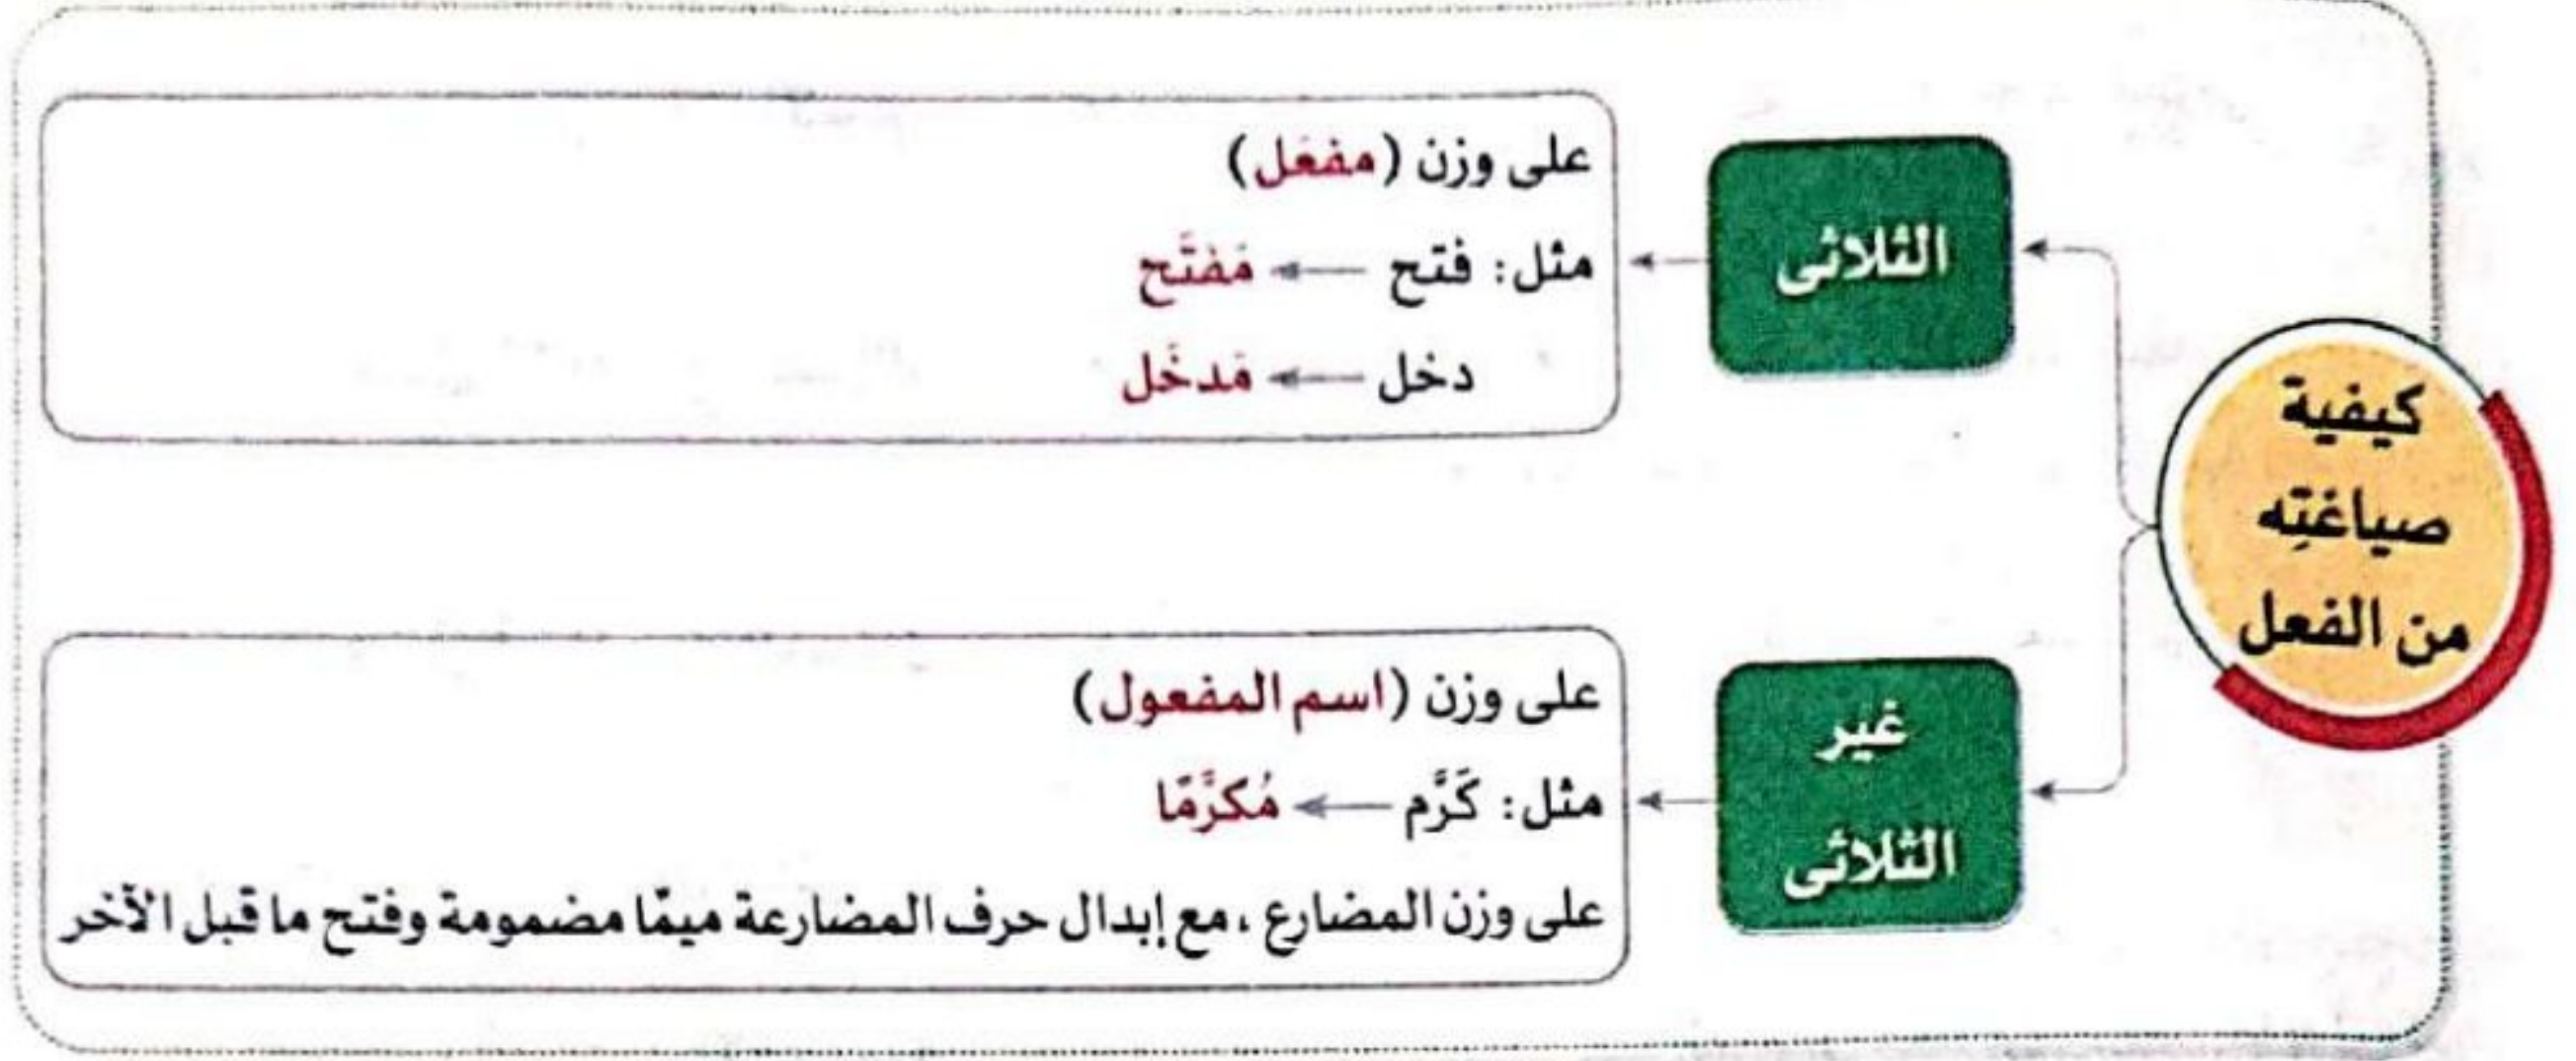 كيفية
صياغتِه
من الفعل
الثلاثى
على وزن (مفعَل)
مثل: فتح ← مَفتَح
دخل ← مَدخَل
غير
الثلاثى
على وزن (اسم المفعول)
مثل: كَرَّم ← مُكرَّمًا
على وزن المضارع، مع إبدال حرف المضارعة ميمًا مضمومة وفتح ما قبل الآخر